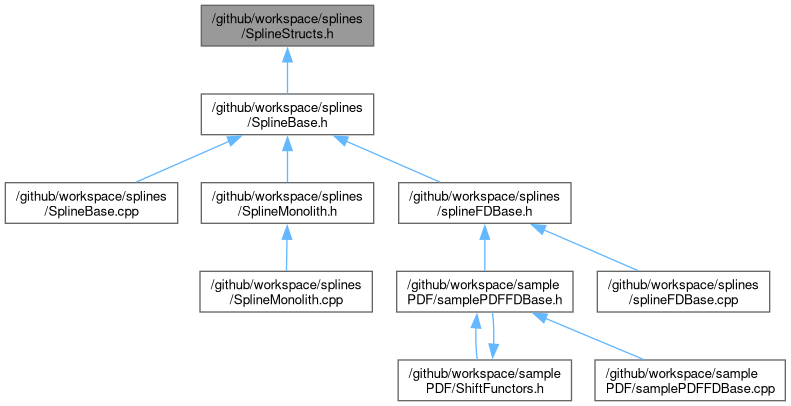 /github/workspace/splines
/SplineStructs.h
/github/workspace/splines
/SplineBase.h
/github/workspace/splines
/SplineBase.cpp
/github/workspace/splines
/SplineMonolith.h
/github/workspace/splines
/splineFDBase.h
/github/workspace/splines
/SplineMonolith.cpp
/github/workspace/sample
PDF/samplePDFFDBase.h
/github/workspace/splines
/splineFDBase.cpp
/github/workspace/sample
PDF/ShiftFunctors.h
/github/workspace/sample
PDF/samplePDFFDBase.cpp